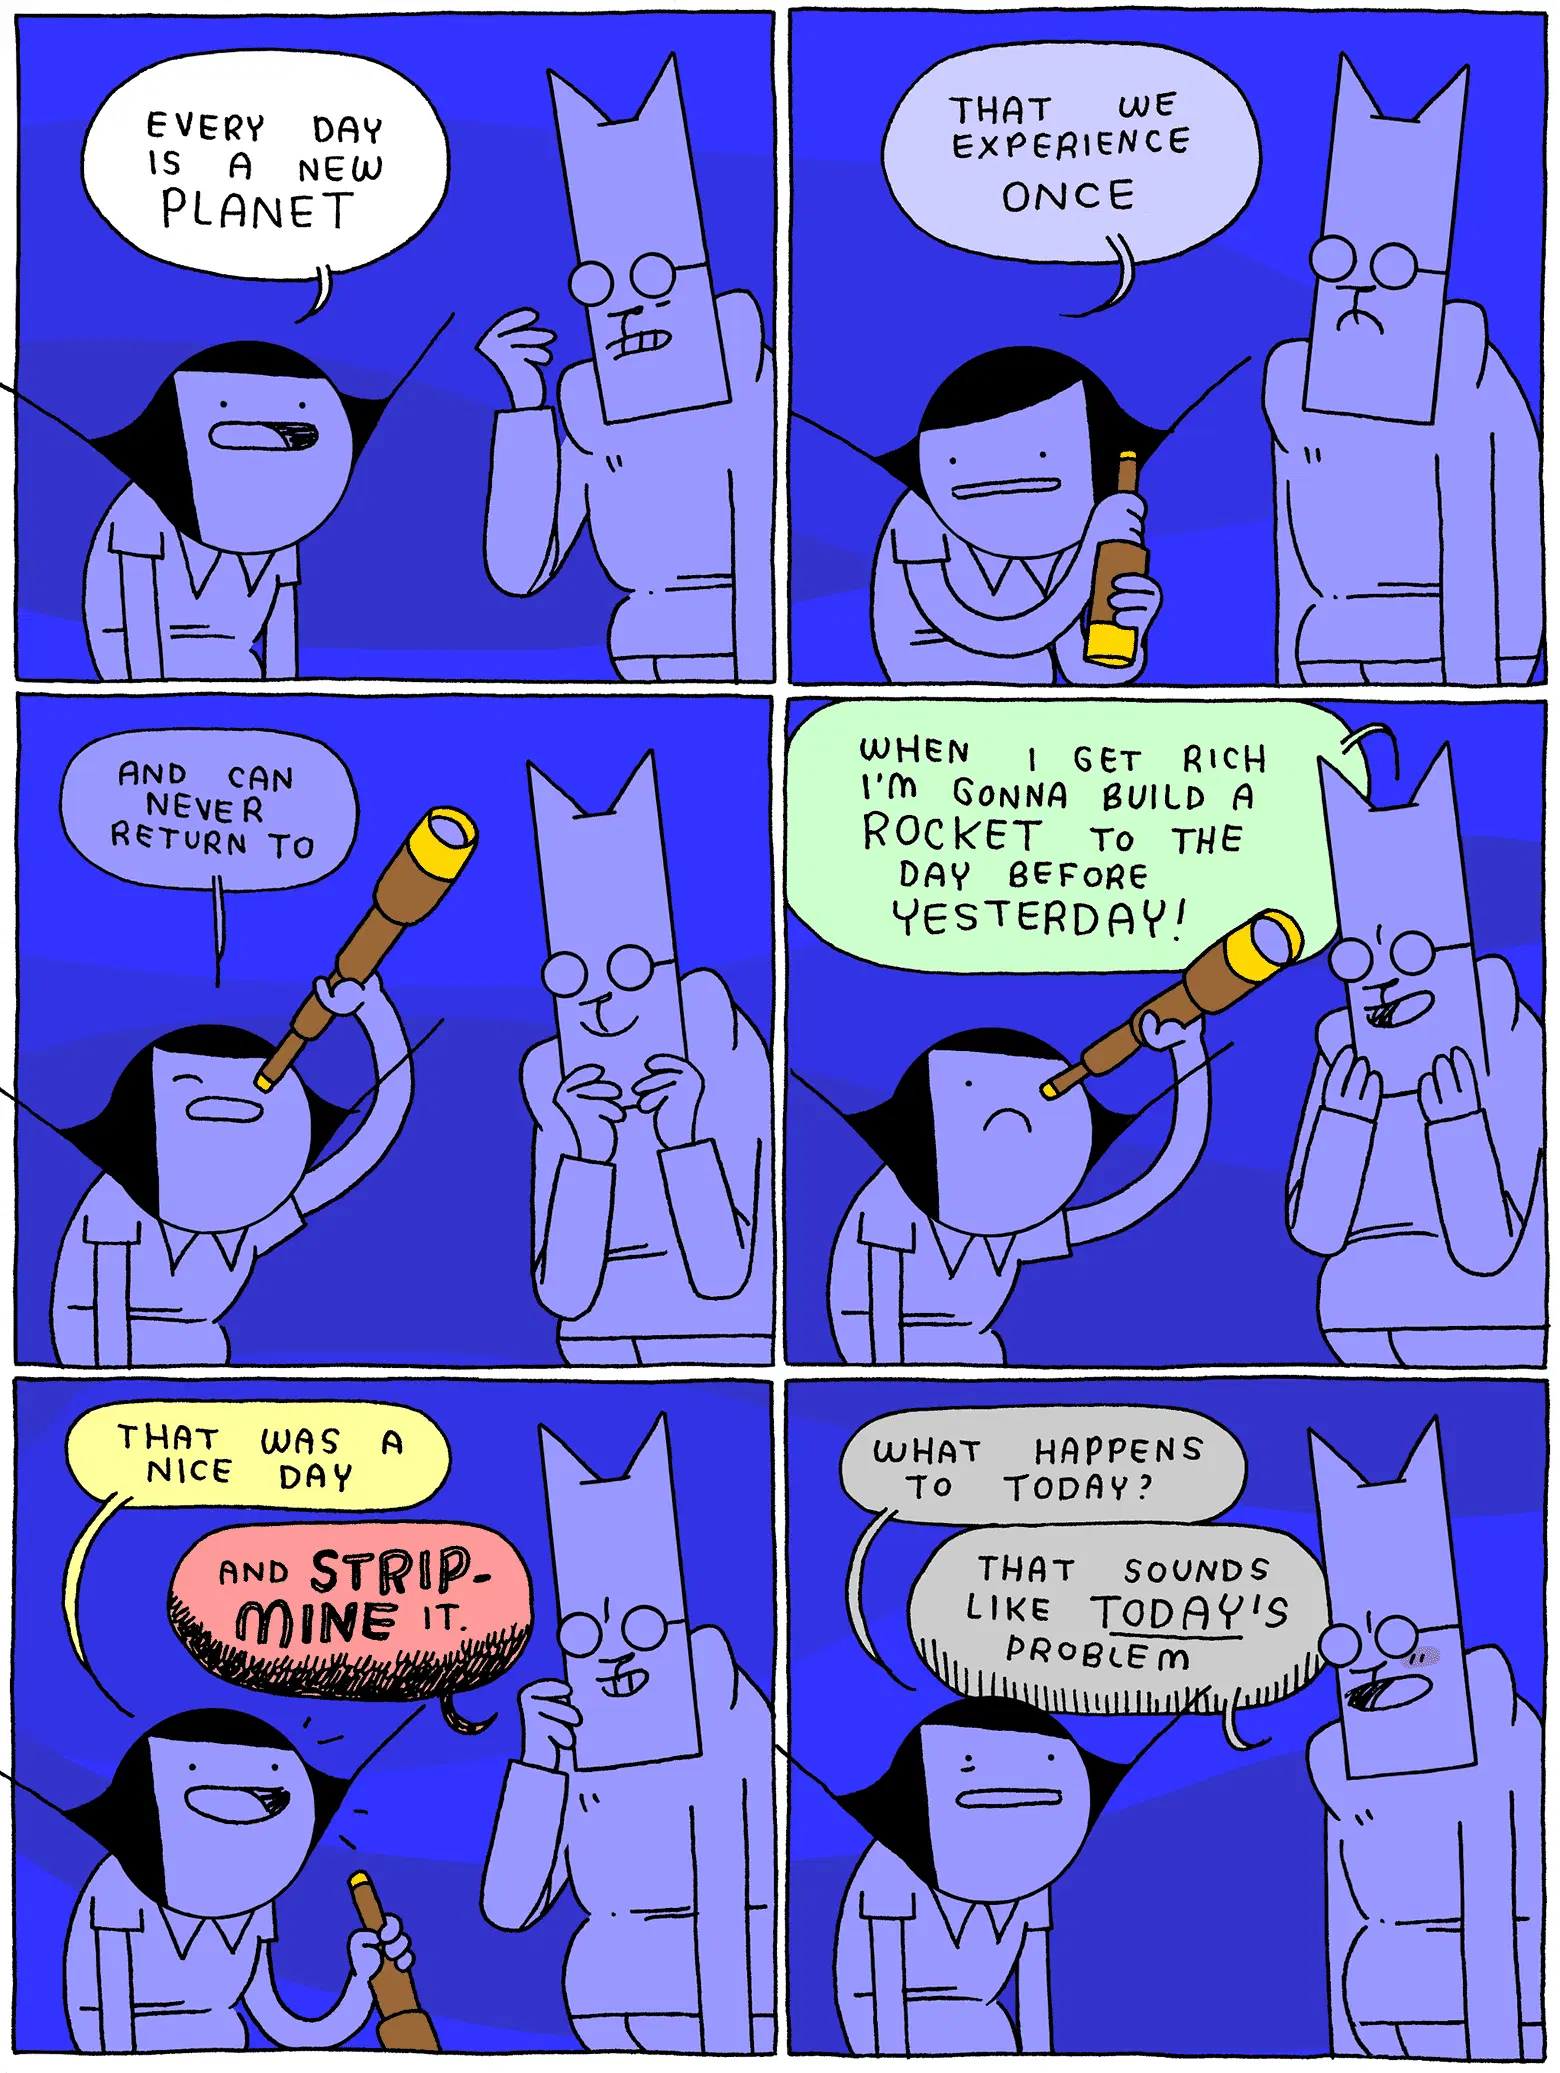 EVERY DAY
IS A NEW
PLANET
THAT WE
EXPERIENCE
ONCE
AND CAN
NEVER
RETURN TO
WHEN I GET RICH
I'M GONNA BUILD A
ROCKET TO THE
DAY BEFORE
YESTERDAY!
THAT WAS A
NICE DAY
AND STRIP-
MINE IT.
WHAT HAPPENS
TO TODAY?
THAT SOUNDS
LIKE TODAY'S
PROBLEM